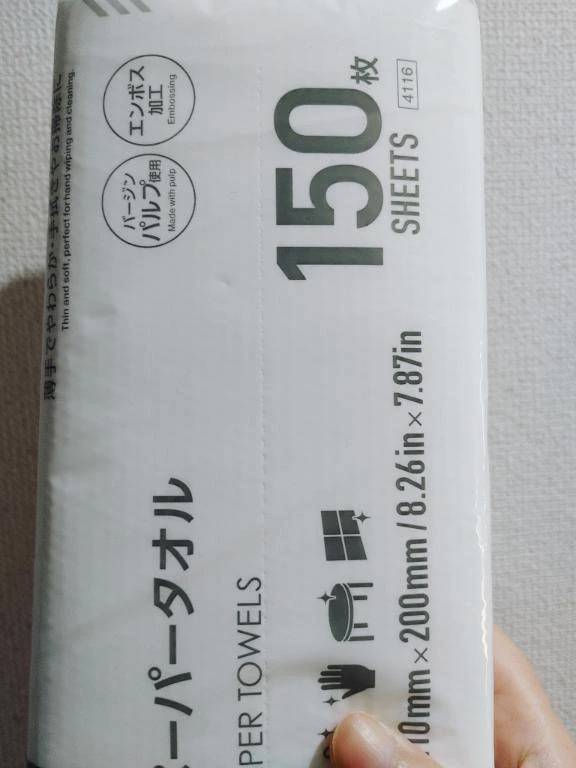 薄手でやわらか・手拭きやお掃除に
Thin and soft, perfect for hand wiping and cleaning.
バージン
パルプ使用
Made with pulp
エンボス
加工
Embossing
ーパータオル
PER TOWELS
150枚
SHEETS
4116
10mm×200mm/8.26in×7.87in